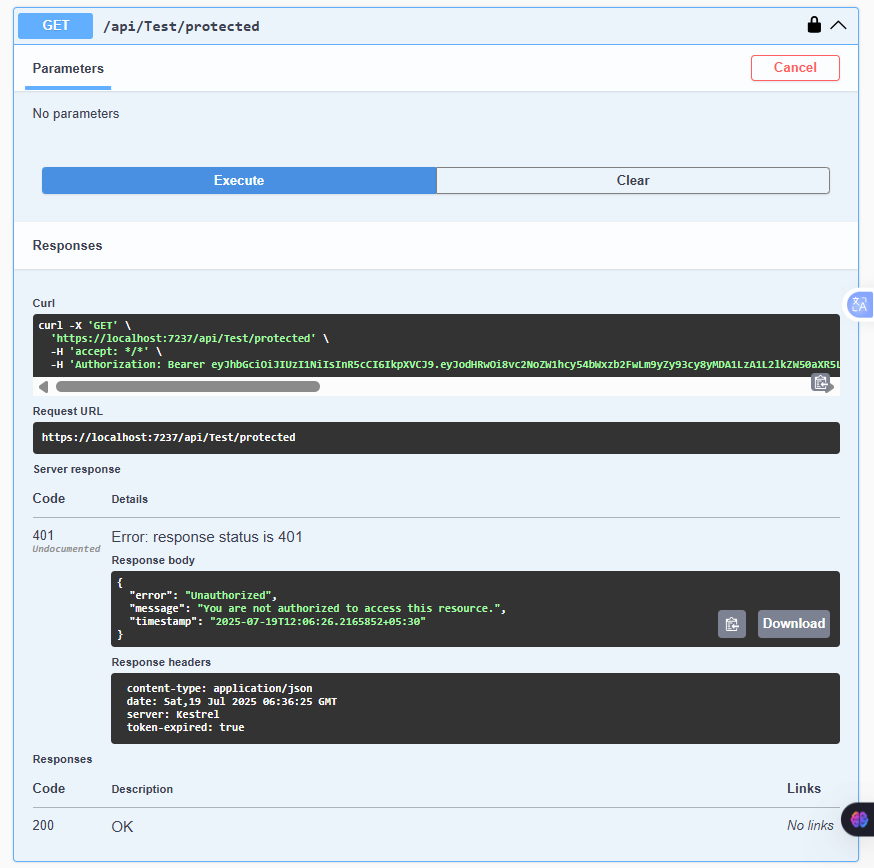 GET /api/Test/protected
Parameters
Cancel
No parameters
Execute
Clear
Responses
Curl
curl -X 'GET' \
'https://localhost:7237/api/Test/protected' \
-H 'accept: */*' \
-H 'Authorization: Bearer eyJhbGciOiJIUzI1NiIsInR5cCI6IkpXVCJ9.eyJodHRwOi8vc2NoZW1hcy54bWxzb2FwLm9yZy93cy8yMDA1LzA1L2lkZW50aXR5L
Request URL
https://localhost:7237/api/Test/protected
Server response
Code Details
401 Error: response status is 401
Undocumented
Response body
{
"error": "Unauthorized",
"message": "You are not authorized to access this resource.",
"timestamp": "2025-07-19T12:06:26.2165852+05:30"
}
Download
Response headers
content-type: application/json
date: Sat,19 Jul 2025 06:36:25 GMT
server: Kestrel
token-expired: true
Responses
Code Description Links
200 OK No links